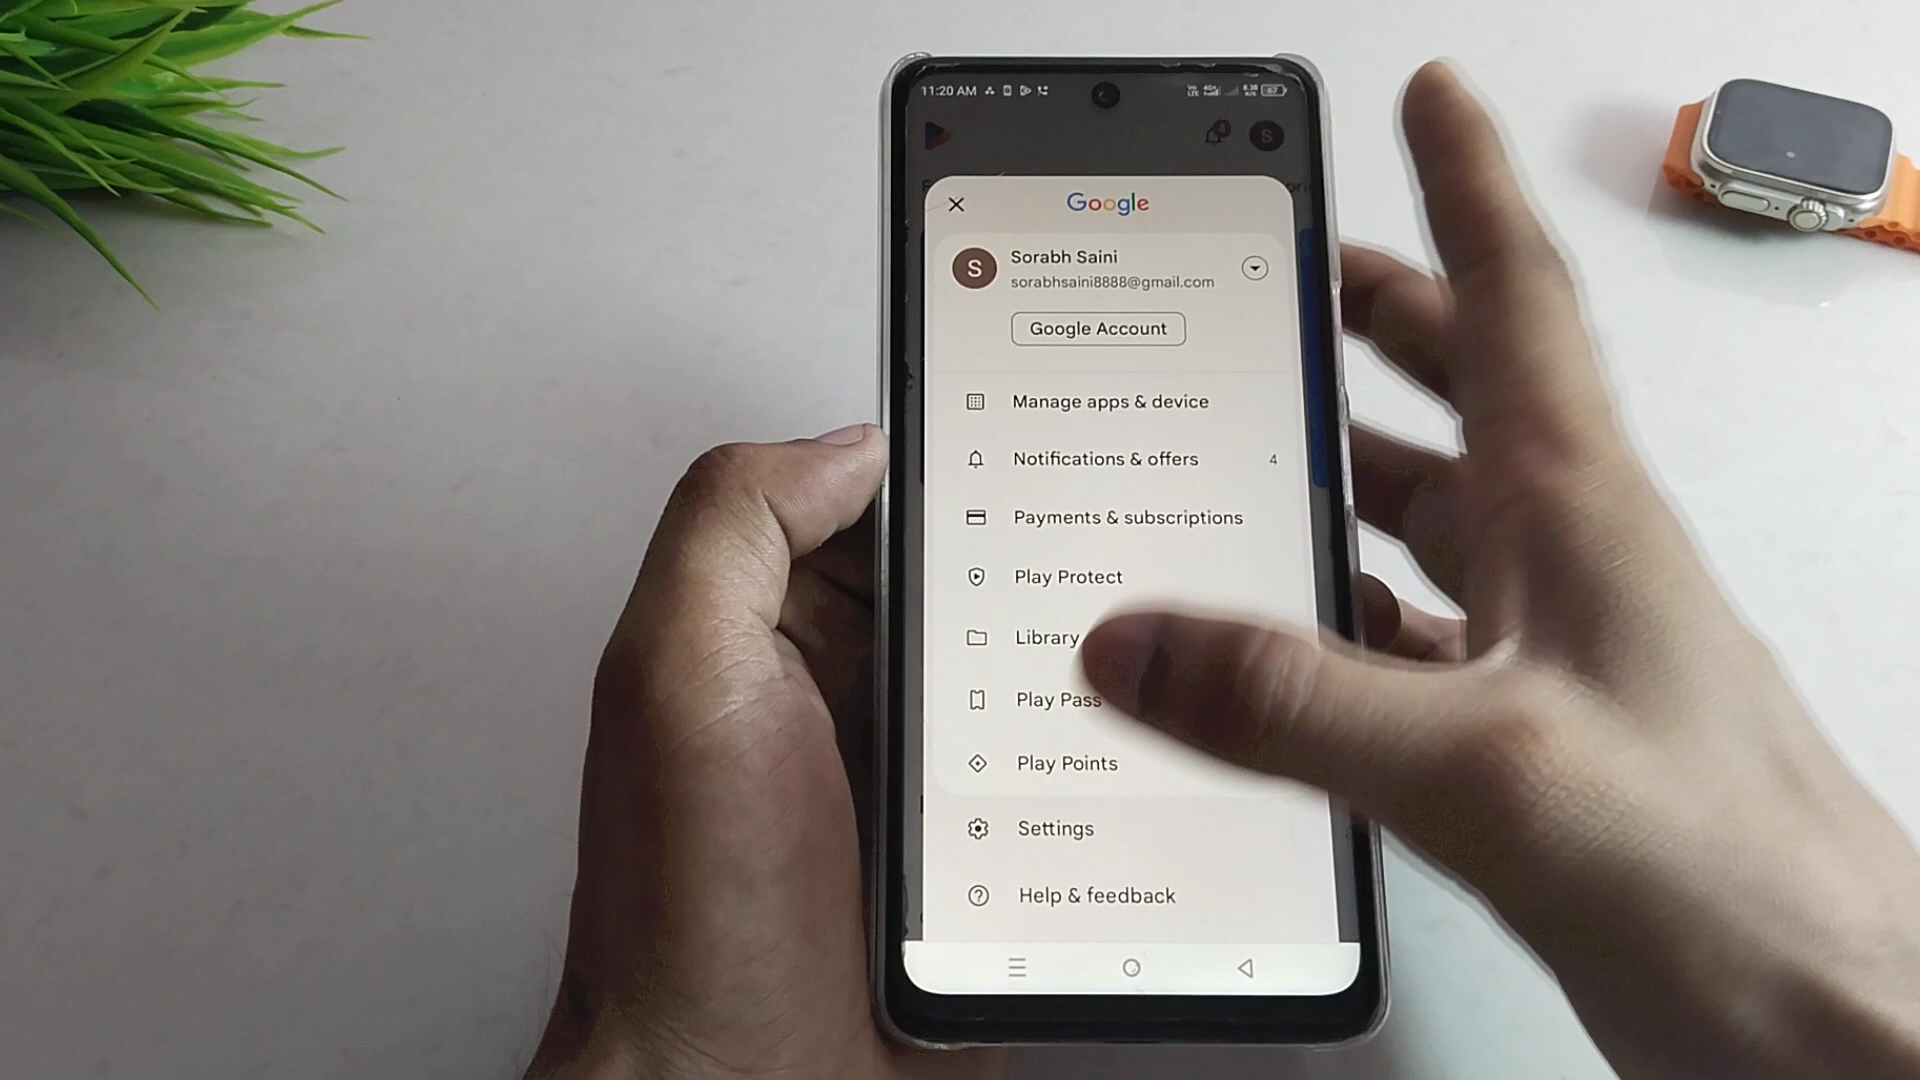 11:20 AM
4 S
Google
S Sorabh Saini
sorabhsaini8888@gmail.com
Google Account
Manage apps & device
Notifications & offers 4
Payments & subscriptions
Play Protect
Library
Play Pass
Play Points
Settings
Help & feedback